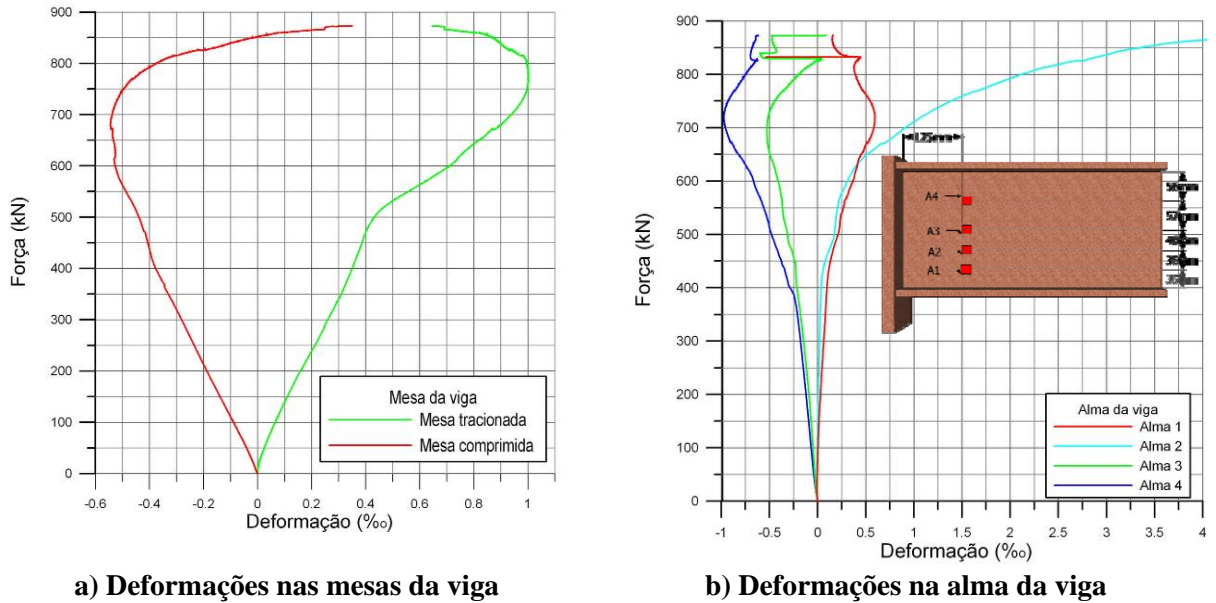 900
800
700
600
500
400
300
200
100
0
Força (kN)
-0.6
-0.4
-0.2
0
0.2
0.4
0.6
0.8
1
Deformação (‰)
Mesa da viga
Mesa tracionada
Mesa comprimida
a) Deformações nas mesas da viga
900
800
700
600
500
400
300
200
100
0
Força (kN)
-1
-0.5
0
0.5
1
1.5
2
2.5
3
3.5
4
Deformação (‰)
A4
A3
A2
A1
Alma da viga
Alma 1
Alma 2
Alma 3
Alma 4
b) Deformações na alma da viga